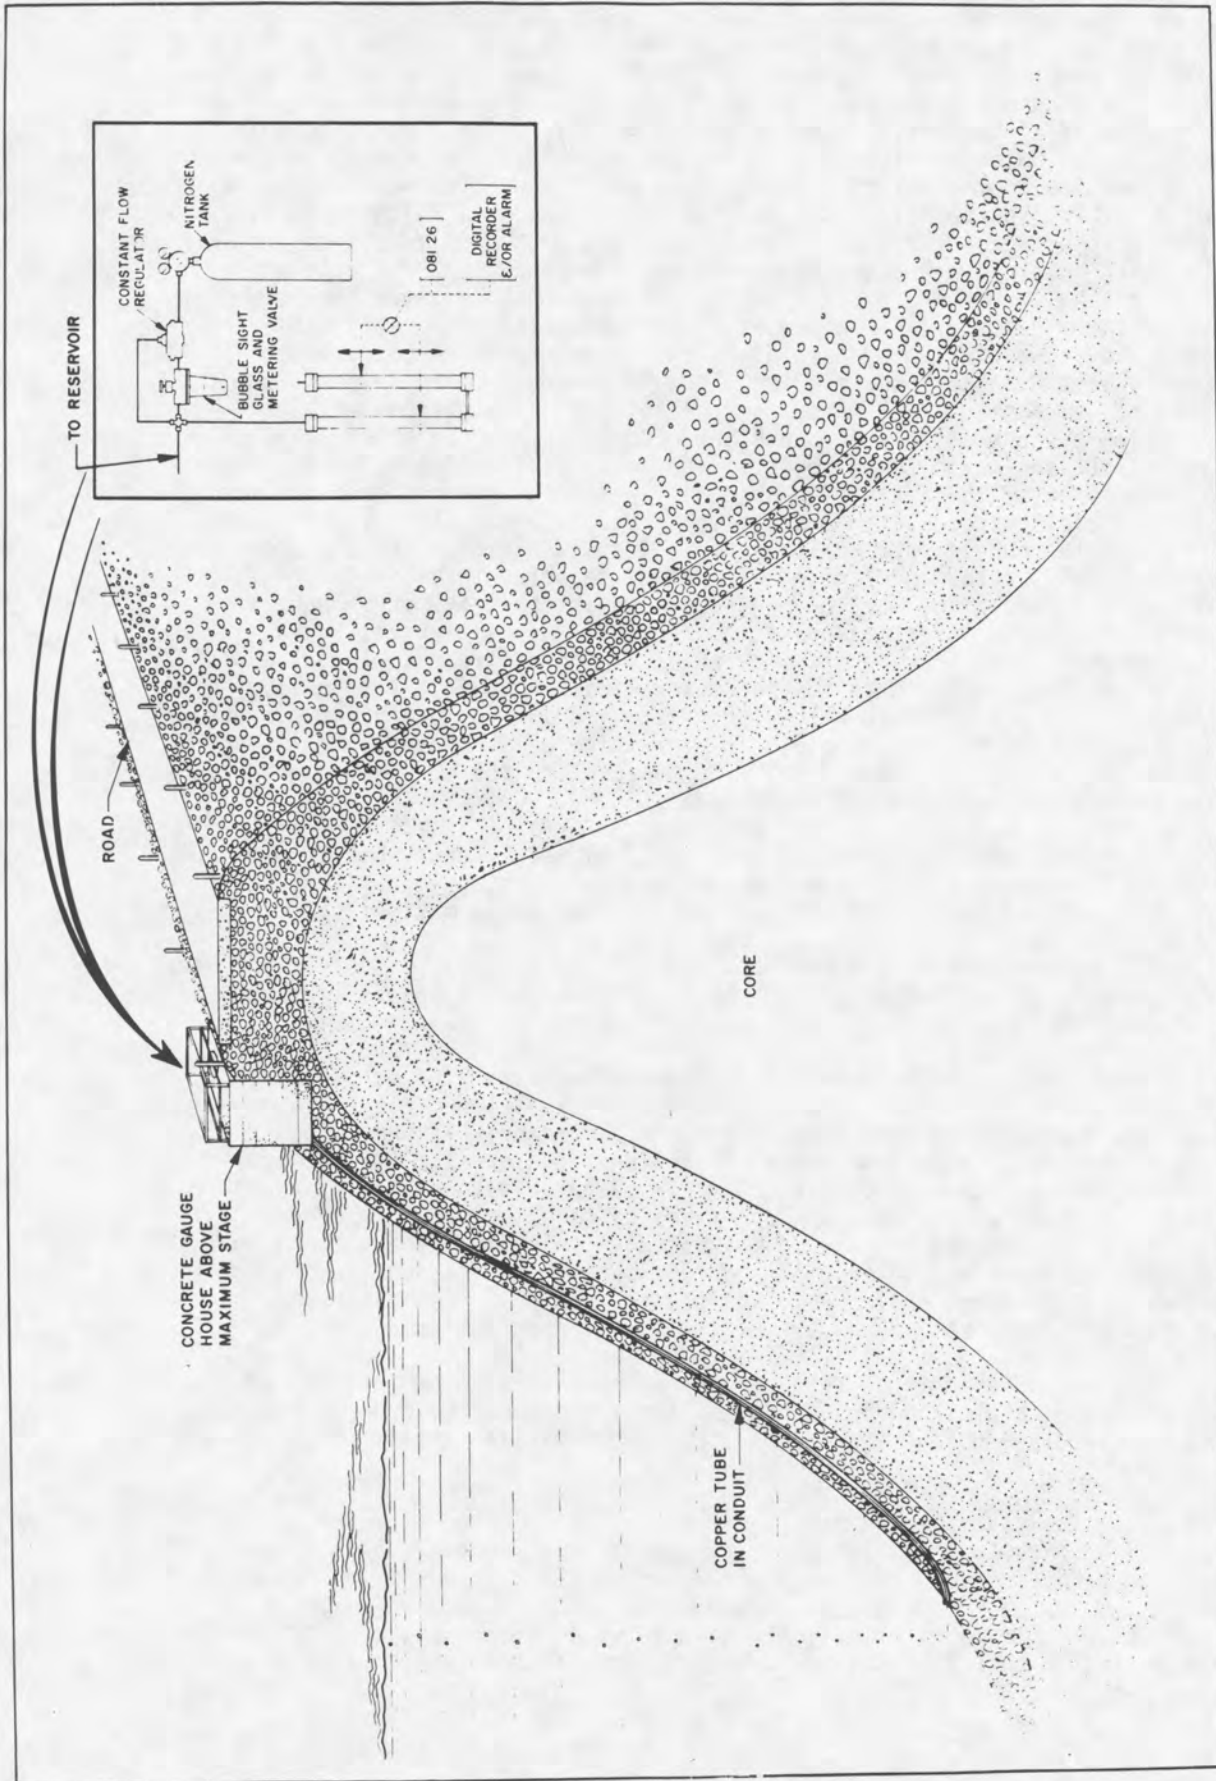 TO RESERVOIR
CONSTANT FLOW
REGULATOR
NITROGEN
TANK
BUBBLE SIGHT
GLASS AND
METERING VALVE
081 26
DIGITAL
RECORDER
&/OR ALARM
ROAD
CONCRETE GAUGE
HOUSE ABOVE
MAXIMUM STAGE
CORE
COPPER TUBE
IN CONDUIT